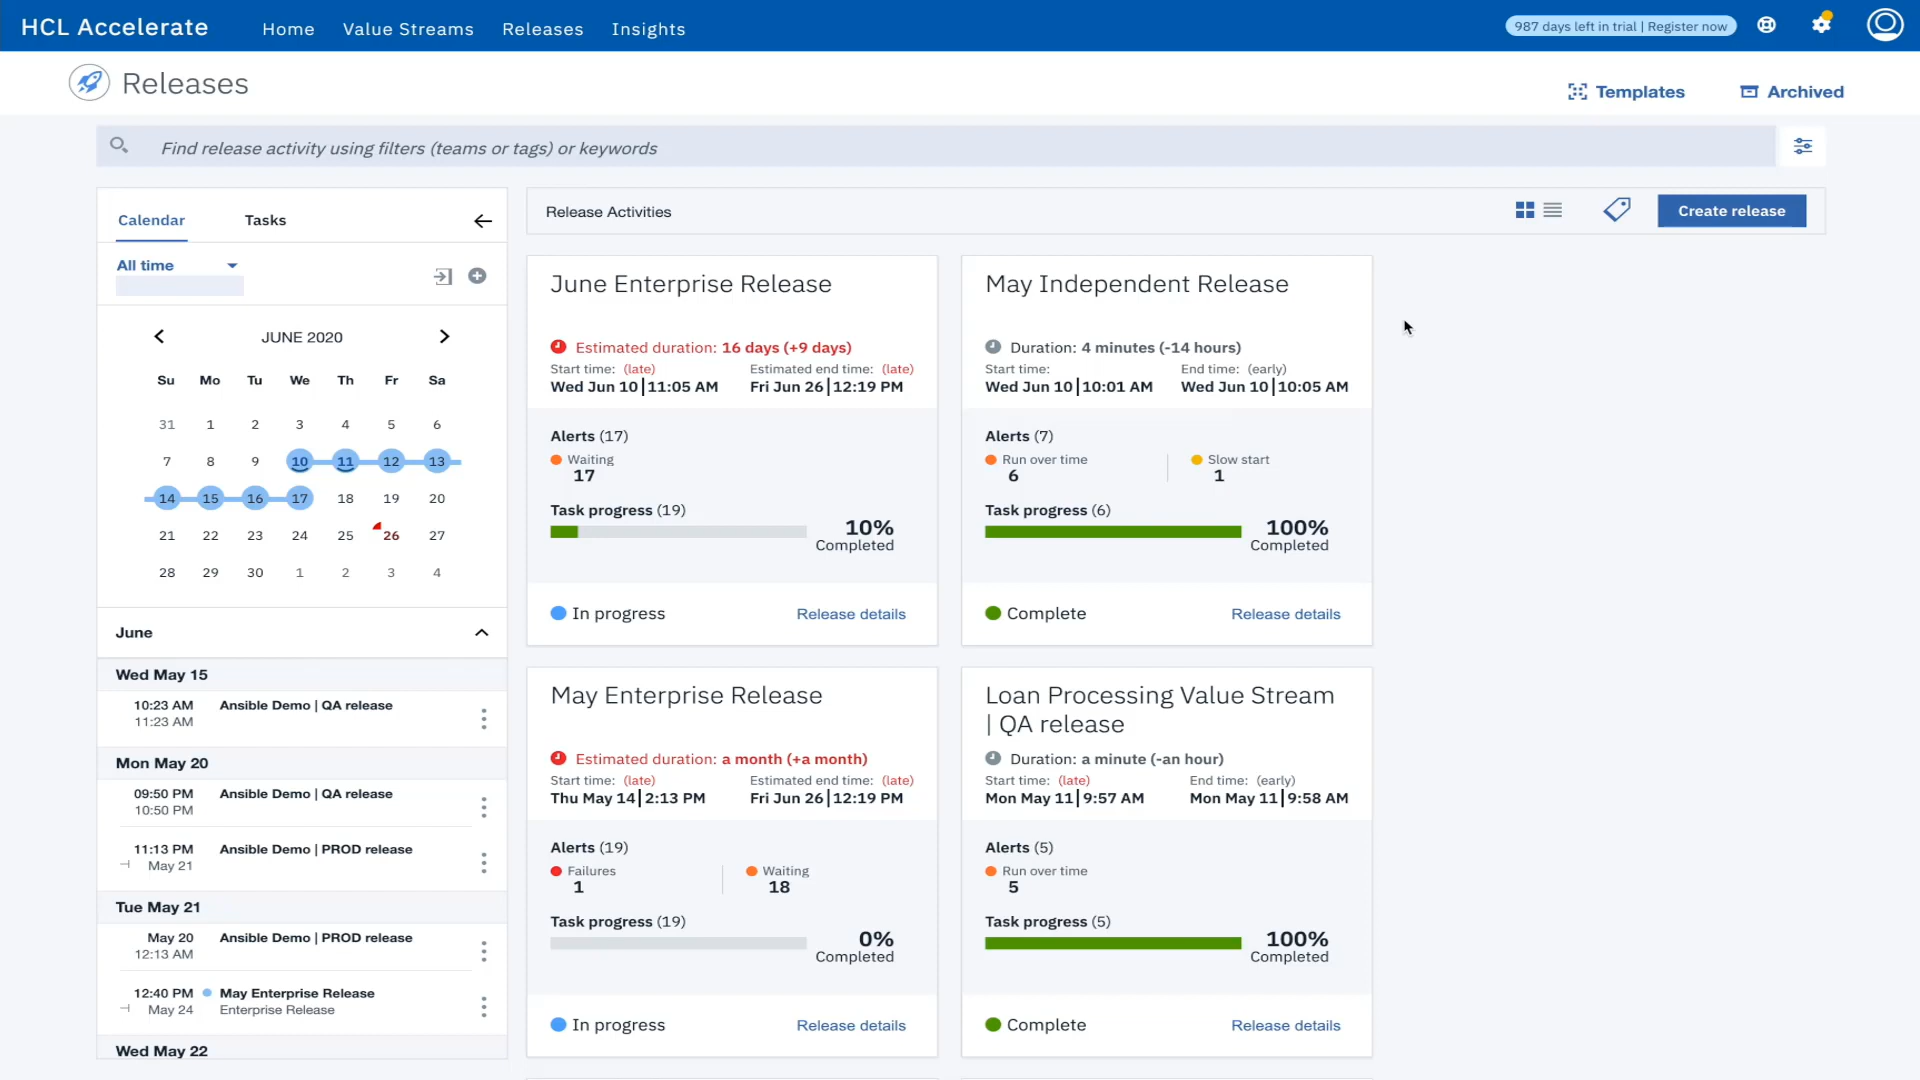 HCL Accelerate
Home Value Streams Releases Insights
987 days left in trial | Register now
Releases
Templates
Archived
Find release activity using filters (teams or tags) or keywords
Calendar Tasks
All time
JUNE 2020
Su Mo Tu We Th Fr Sa
31 1 2 3 4 5 6
7 8 9 10 11 12 13
14 15 16 17 18 19 20
21 22 23 24 25 26 27
28 29 30 1 2 3 4
June
Wed May 15
10:23 AM Ansible Demo | QA release
11:23 AM
Mon May 20
09:50 PM Ansible Demo | QA release
10:50 PM
11:13 PM Ansible Demo | PROD release
May 21
Tue May 21
May 20 Ansible Demo | PROD release
12:13 AM
12:40 PM May Enterprise Release
May 24 Enterprise Release
Wed May 22
Release Activities
Create release
June Enterprise Release
Estimated duration: 16 days (+9 days)
Start time: (late) Estimated end time: (late)
Wed Jun 10 | 11:05 AM Fri Jun 26 | 12:19 PM
Alerts (17)
Waiting
17
Task progress (19)
10%
Completed
In progress
Release details
May Independent Release
Duration: 4 minutes (-14 hours)
Start time: End time: (early)
Wed Jun 10 | 10:01 AM Wed Jun 10 | 10:05 AM
Alerts (7)
Run over time Slow start
6 1
Task progress (6)
100%
Completed
Complete
Release details
May Enterprise Release
Estimated duration: a month (+a month)
Start time: (late) Estimated end time: (late)
Thu May 14 | 2:13 PM Fri Jun 26 | 12:19 PM
Alerts (19)
Failures Waiting
1 18
Task progress (19)
0%
Completed
In progress
Release details
Loan Processing Value Stream
| QA release
Duration: a minute (-an hour)
Start time: (late) End time: (early)
Mon May 11 | 9:57 AM Mon May 11 | 9:58 AM
Alerts (5)
Run over time
5
Task progress (5)
100%
Completed
Complete
Release details